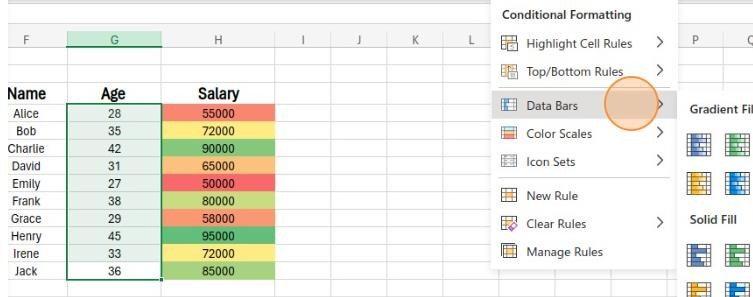 Conditional Formatting
F G H I J K L P Q
Highlight Cell Rules
Top/Bottom Rules
Name Age Salary
Data Bars
Gradient Fil
Alice 28 55000
Bob 35 72000
Color Scales
Charlie 42 90000
David 31 65000
Icon Sets
Emily 27 50000
Frank 38 80000
New Rule
Grace 29 58000
Solid Fill
Clear Rules
Henry 45 95000
Irene 33 72000
Manage Rules
Jack 36 85000